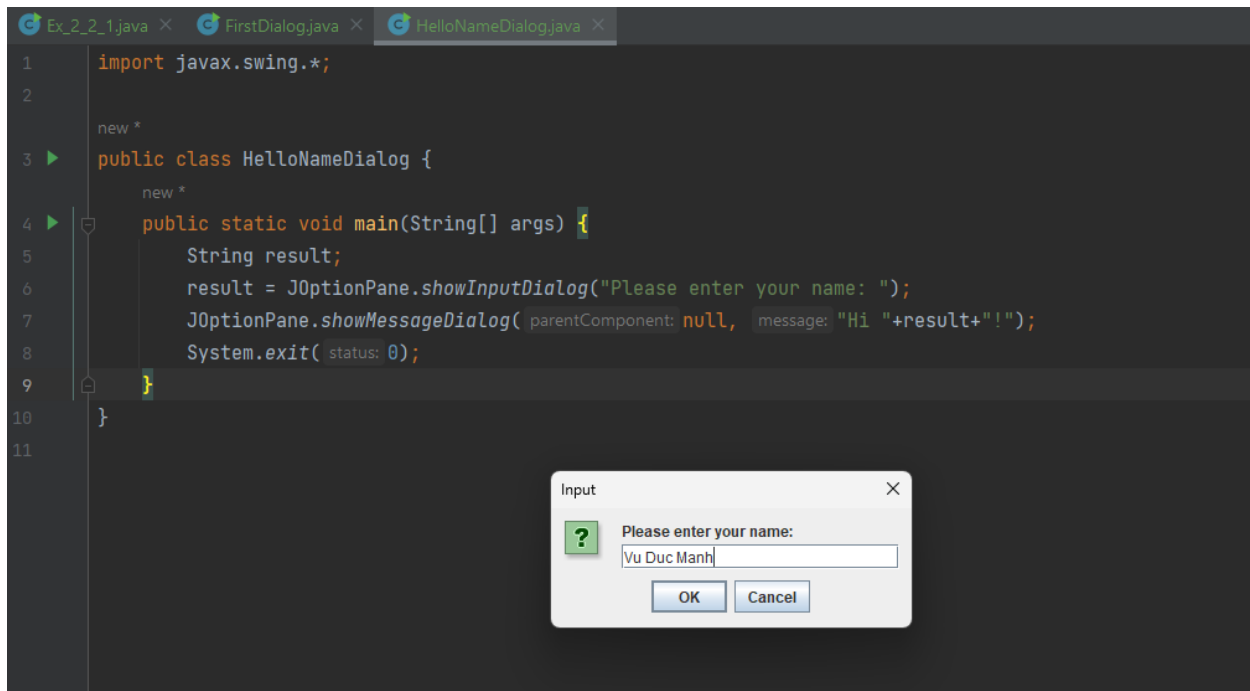 Ex_2_2_1.java FirstDialog.java HelloNameDialog.java
1 import javax.swing.*;
2
new *
3 public class HelloNameDialog {
new *
4 public static void main(String[] args) {
5 String result;
6 result = JOptionPane.showInputDialog("Please enter your name: ");
7 JOptionPane.showMessageDialog( parentComponent: null, message: "Hi "+result+"!");
8 System.exit( status: 0);
9 }
10 }
11
Input
? Please enter your name:
Vu Duc Manh
OK Cancel